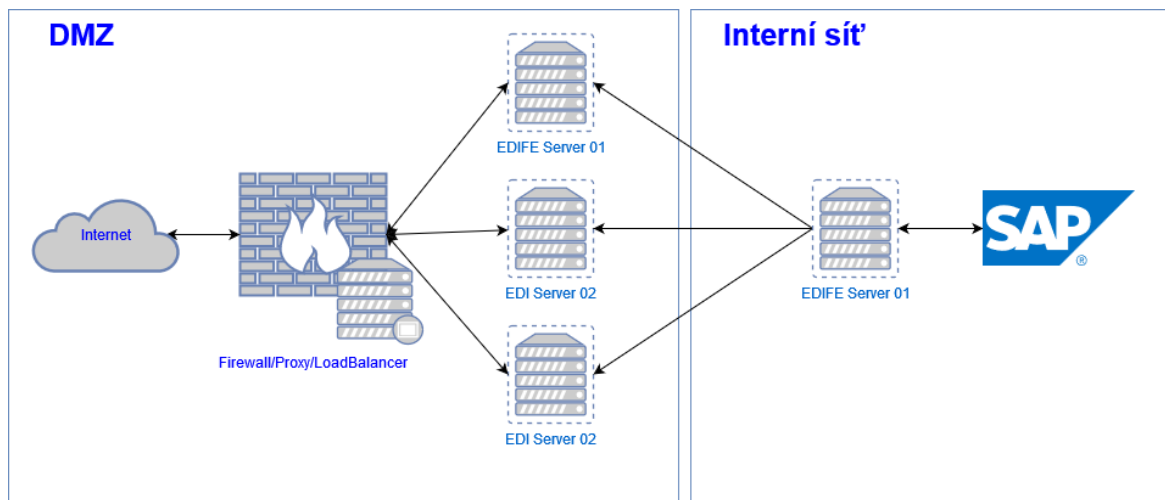 DMZ
Interní síť
EDIFE Server 01
Internet
EDI Server 02
EDIFE Server 01
SAP
®
Firewall/Proxy/LoadBalancer
EDI Server 02